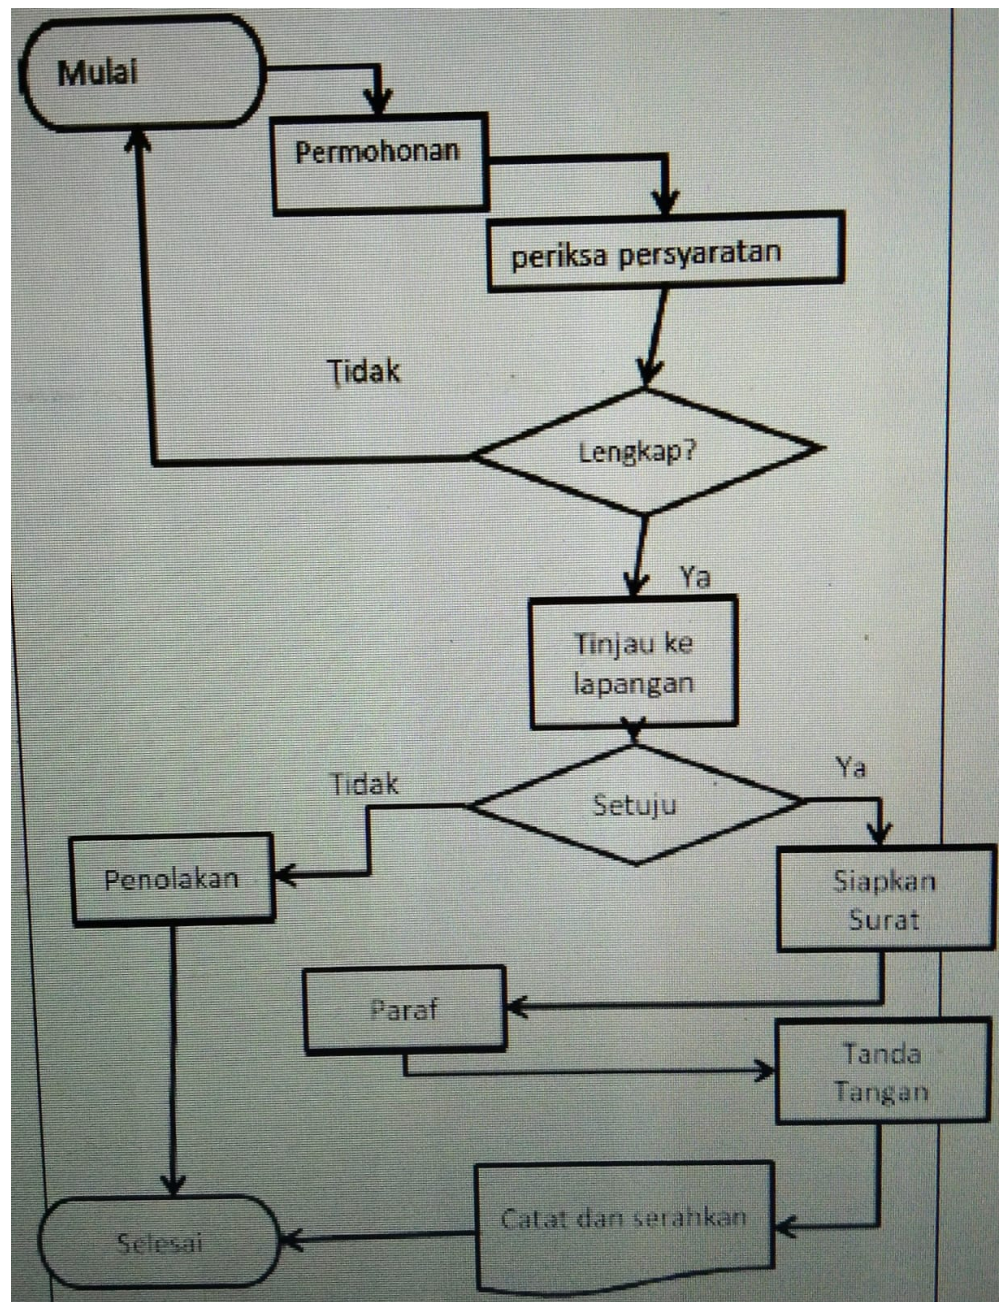 Mulai
Permohonan
periksa persyaratan
Tidak
Lengkap?
Ya
Tinjau ke
lapangan
Tidak
Setuju
Ya
Penolakan
Siapkan
Surat
Paraf
Tanda
Tangan
Catat dan serahkan
Selesai